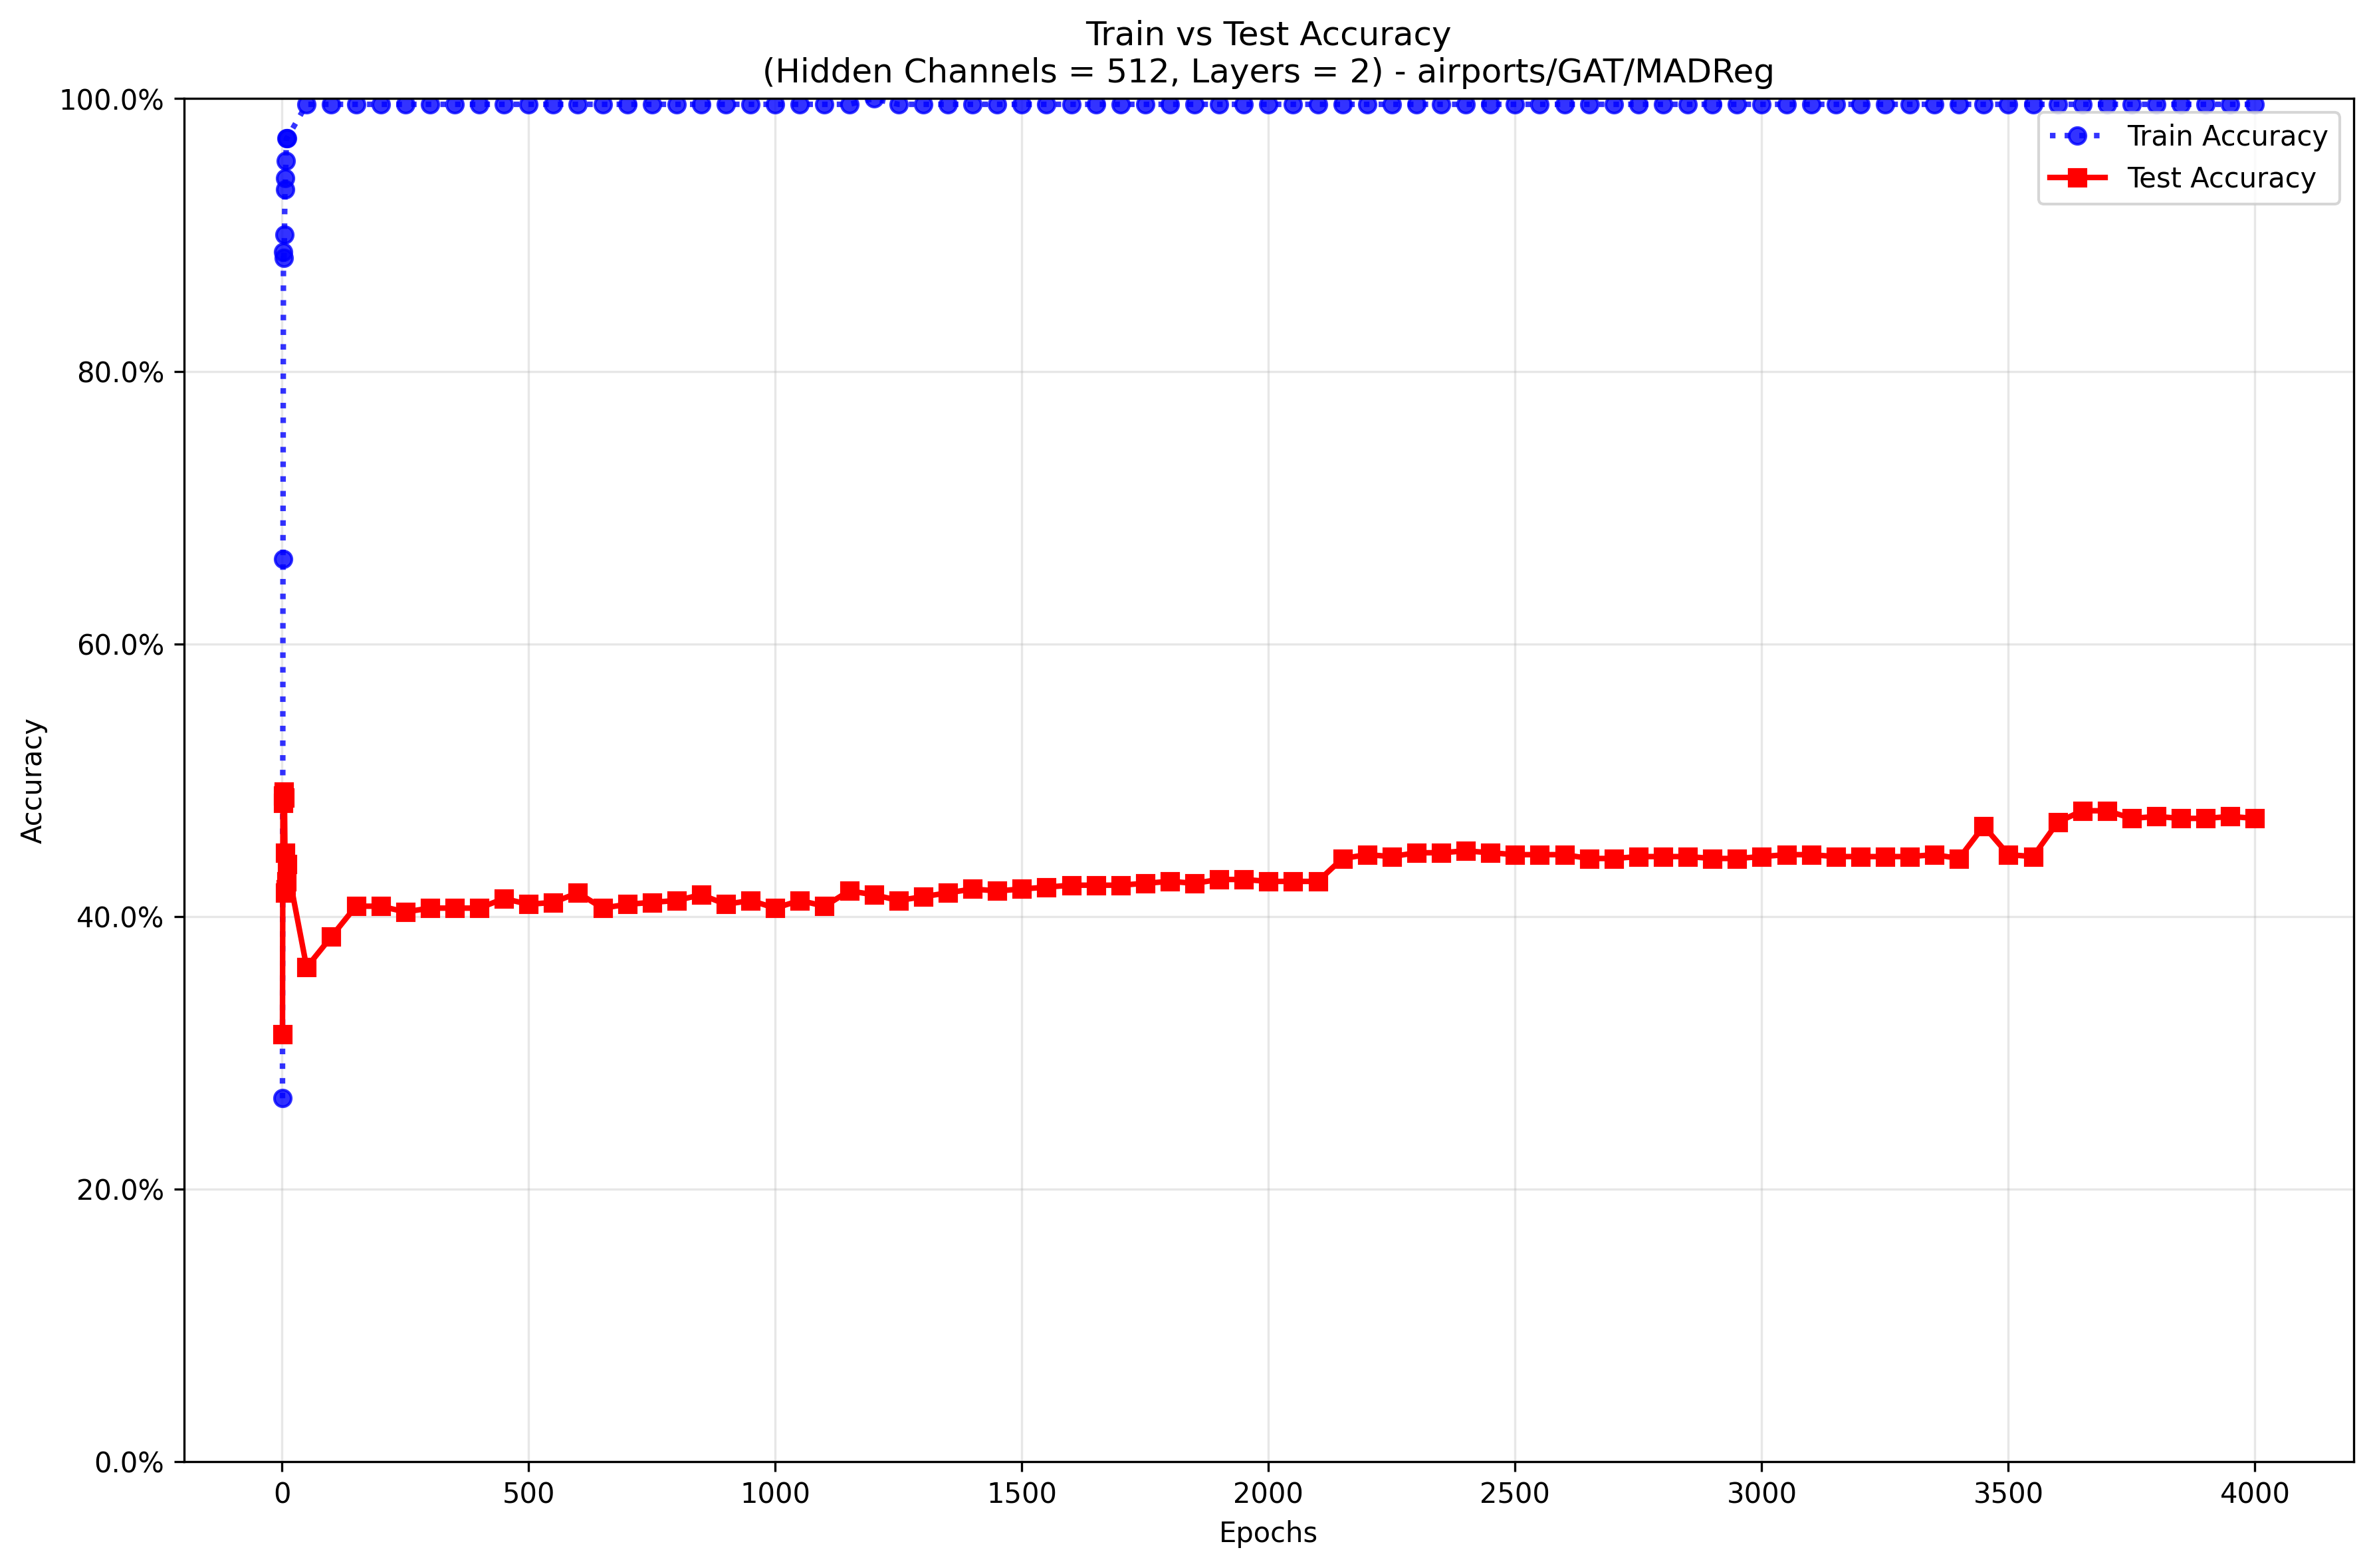 Train vs Test Accuracy
(Hidden Channels = 512, Layers = 2) - airports/GAT/MADReg
100.0%
80.0%
60.0%
40.0%
20.0%
0.0%
Accuracy
Train Accuracy
Test Accuracy
0
500
1000
1500
2000
2500
3000
3500
4000
Epochs